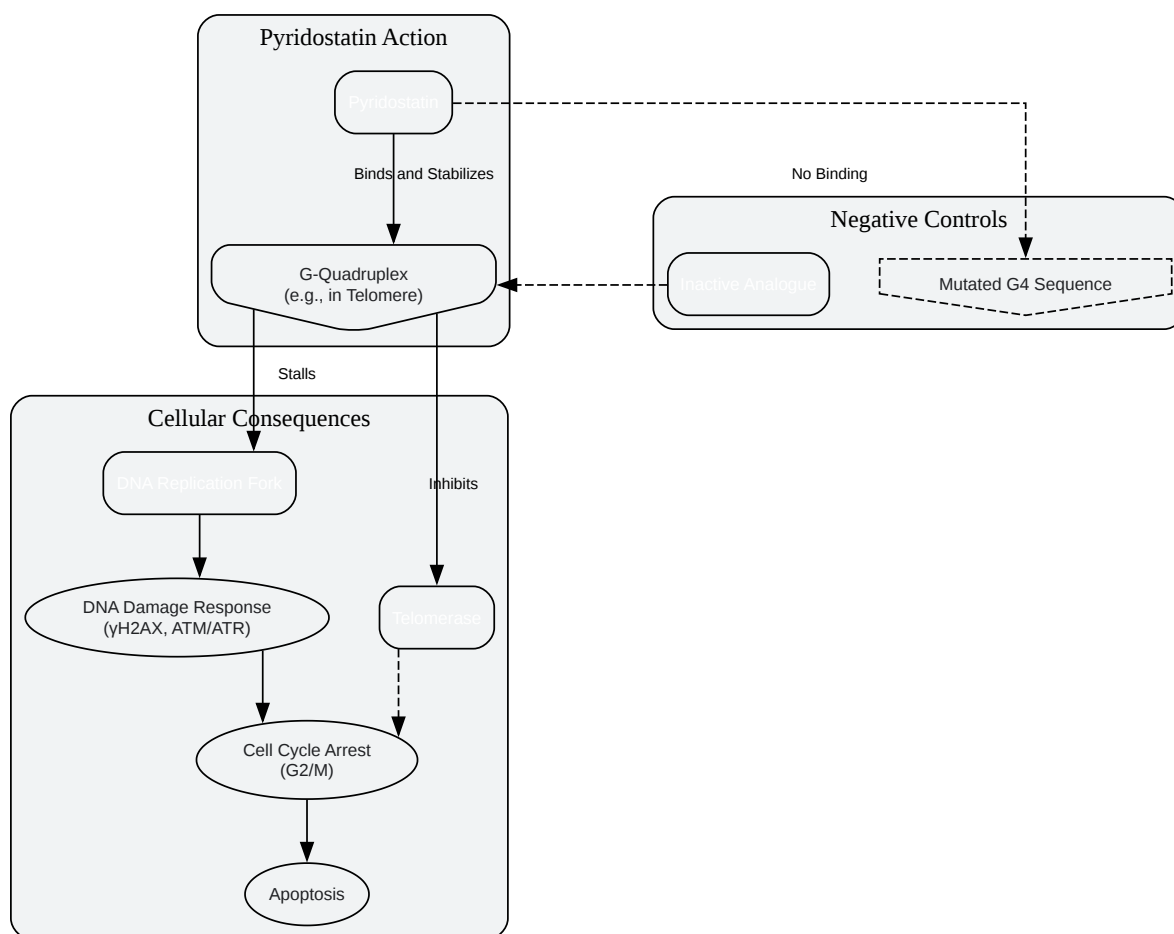 Pyridostatin Action
Pyridostatin
Binds and Stabilizes
No Binding
Negative Controls
G-Quadruplex
(e.g., in Telomere)
Inactive Analogue
Mutated G4 Sequence
Stalls
Cellular Consequences
DNA Replication Fork
Inhibits
DNA Damage Response
(γH2AX, ATM/ATR)
Telomerase
Cell Cycle Arrest
(G2/M)
Apoptosis